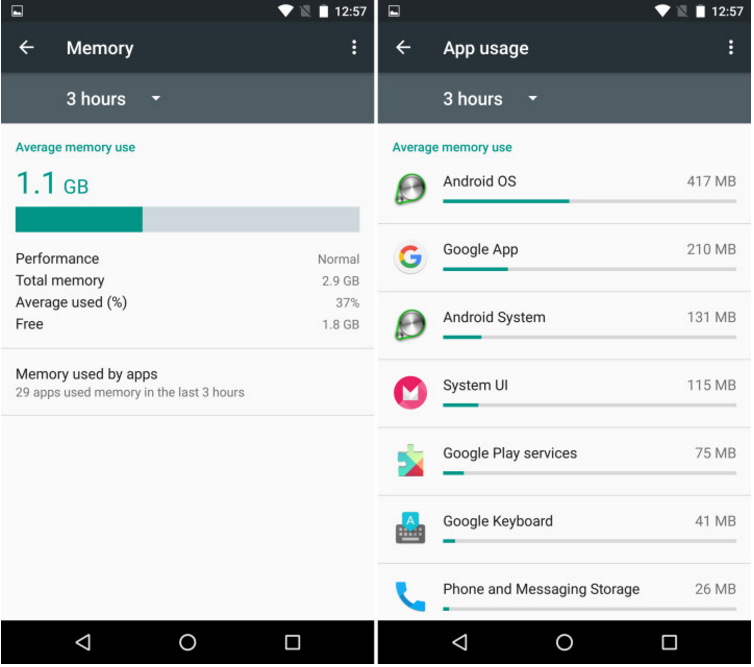 12:57
Memory
3 hours
Average memory use
1.1 GB
Performance Normal
Total memory 2.9 GB
Average used (%) 37%
Free 1.8 GB
Memory used by apps
29 apps used memory in the last 3 hours
12:57
App usage
3 hours
Average memory use
Android OS 417 MB
Google App 210 MB
Android System 131 MB
System UI 115 MB
Google Play services 75 MB
A
Google Keyboard 41 MB
Phone and Messaging Storage 26 MB